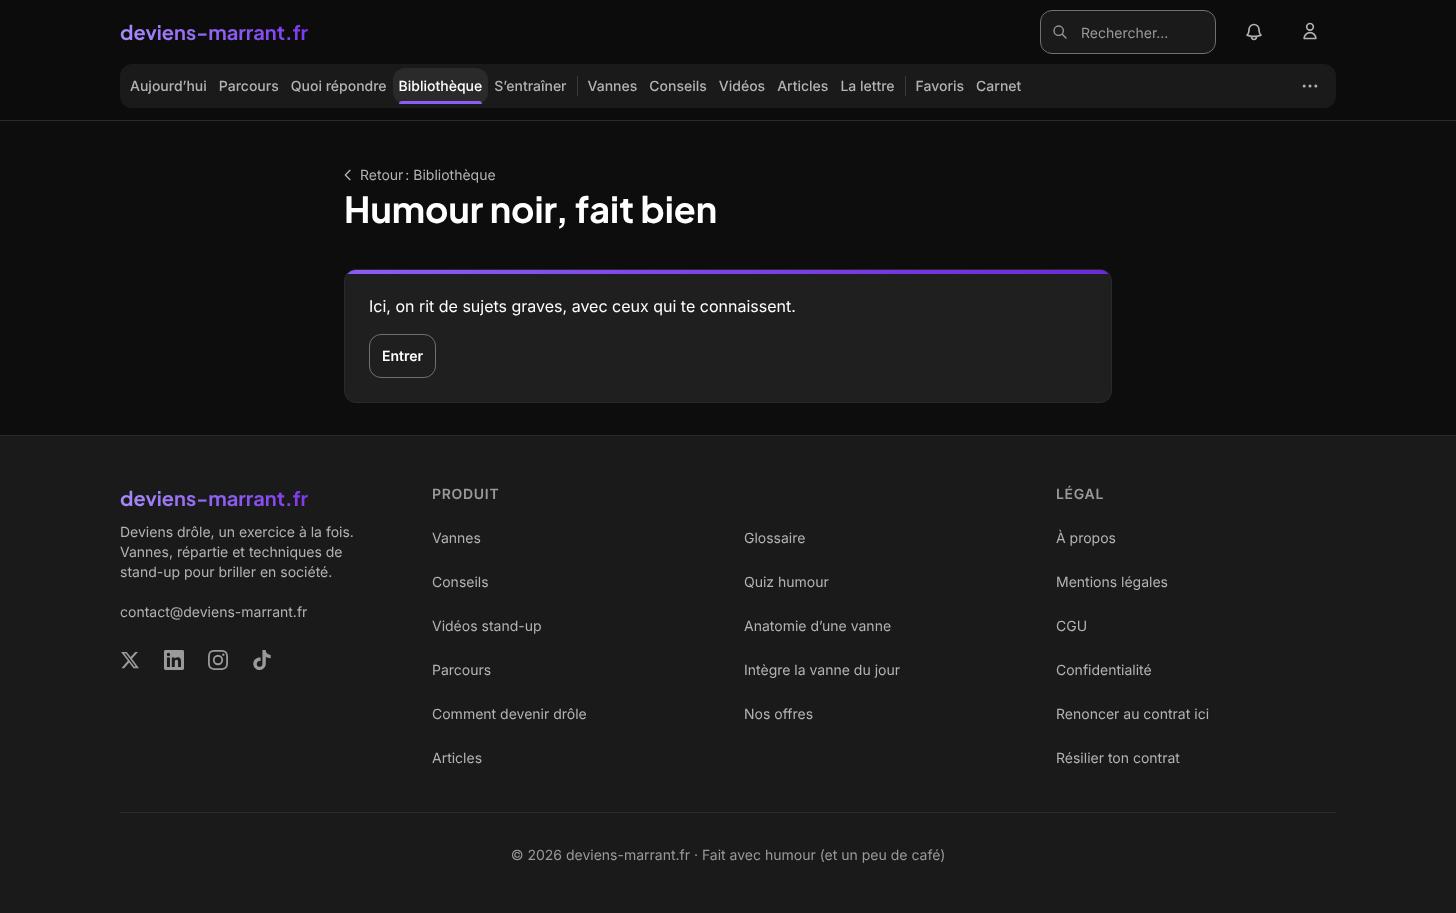 deviens-marrant.fr
Rechercher...
Aujourd’hui Parcours Quoi répondre Bibliothèque S’entraîner Vannes Conseils Vidéos Articles La lettre Favoris Carnet
Retour : Bibliothèque
Humour noir, fait bien
Ici, on rit de sujets graves, avec ceux qui te connaissent.
Entrer
deviens-marrant.fr
Deviens drôle, un exercice à la fois.
Vannes, répartie et techniques de
stand-up pour briller en société.
contact@deviens-marrant.fr
PRODUIT
Vannes
Conseils
Vidéos stand-up
Parcours
Comment devenir drôle
Articles
Glossaire
Quiz humour
Anatomie d’une vanne
Intègre la vanne du jour
Nos offres
LÉGAL
À propos
Mentions légales
CGU
Confidentialité
Renoncer au contrat ici
Résilier ton contrat
© 2026 deviens-marrant.fr · Fait avec humour (et un peu de café)